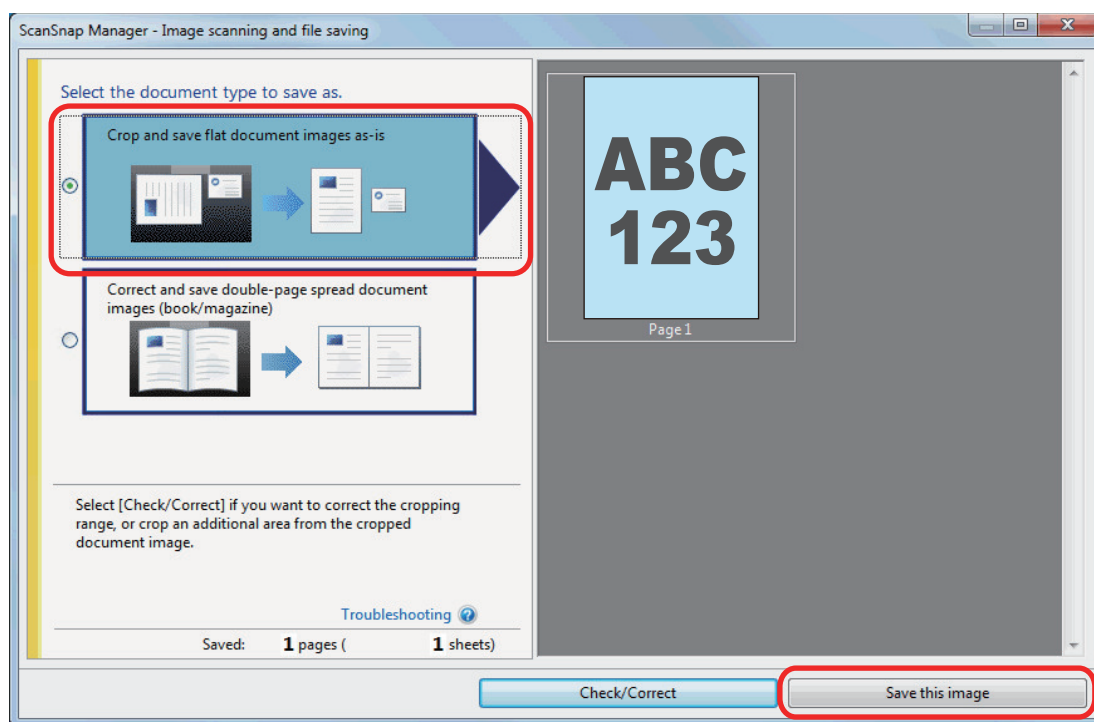 ScanSnap Manager - Image scanning and file saving
Select the document type to save as.
Crop and save flat document images as-is
Correct and save double-page spread document
images (book/magazine)
Select [Check/Correct] if you want to correct the cropping
range, or crop an additional area from the cropped
document image.
Troubleshooting ?
Saved: 1 pages ( 1 sheets)
ABC
123
Page1
Check/Correct
Save this image